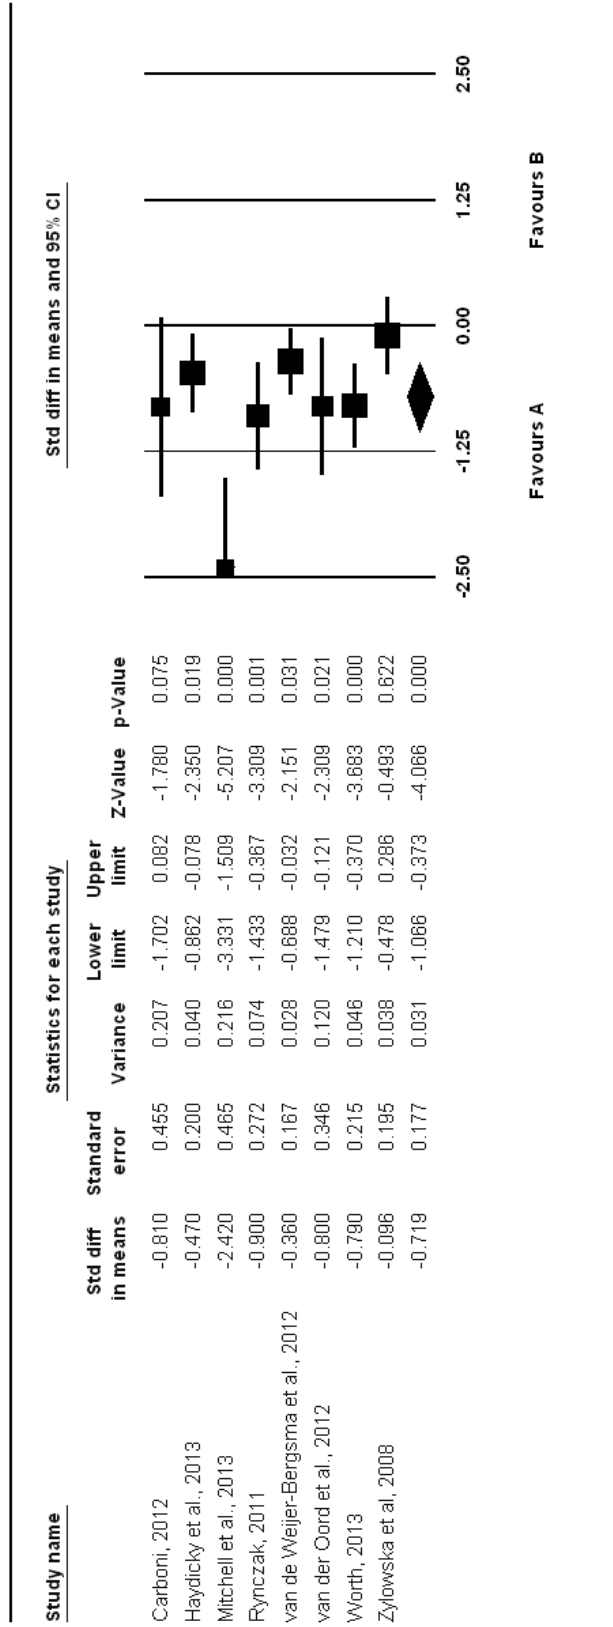 Study name Statistics for each study Std diff in means and 95% CI
Std diff Standard Lower Upper
in means error Variance limit limit Z-Value p-Value
Carboni, 2012 -0.810 0.455 0.207 -1.702 0.082 -1.780 0.075
Haydicky et al., 2013 -0.470 0.200 0.040 -0.862 -0.078 -2.350 0.019
Mitchell et al., 2013 -2.420 0.465 0.216 -3.331 -1.509 -5.207 0.000
Rynczak, 2011 -0.900 0.272 0.074 -1.433 -0.367 -3.309 0.001
van de Weijer-Bergsma et al., 2012 -0.360 0.167 0.028 -0.688 -0.032 -2.151 0.031
van der Oord et al., 2012 -0.800 0.346 0.120 -1.479 -0.121 -2.309 0.021
Worth, 2013 -0.790 0.215 0.046 -1.210 -0.370 -3.683 0.000
Zylowska et al, 2008 -0.096 0.195 0.038 -0.478 0.286 -0.493 0.622
-0.719 0.177 0.031 -1.066 -0.373 -4.066 0.000
-2.50 -1.25 0.00 1.25 2.50
Favours A Favours B